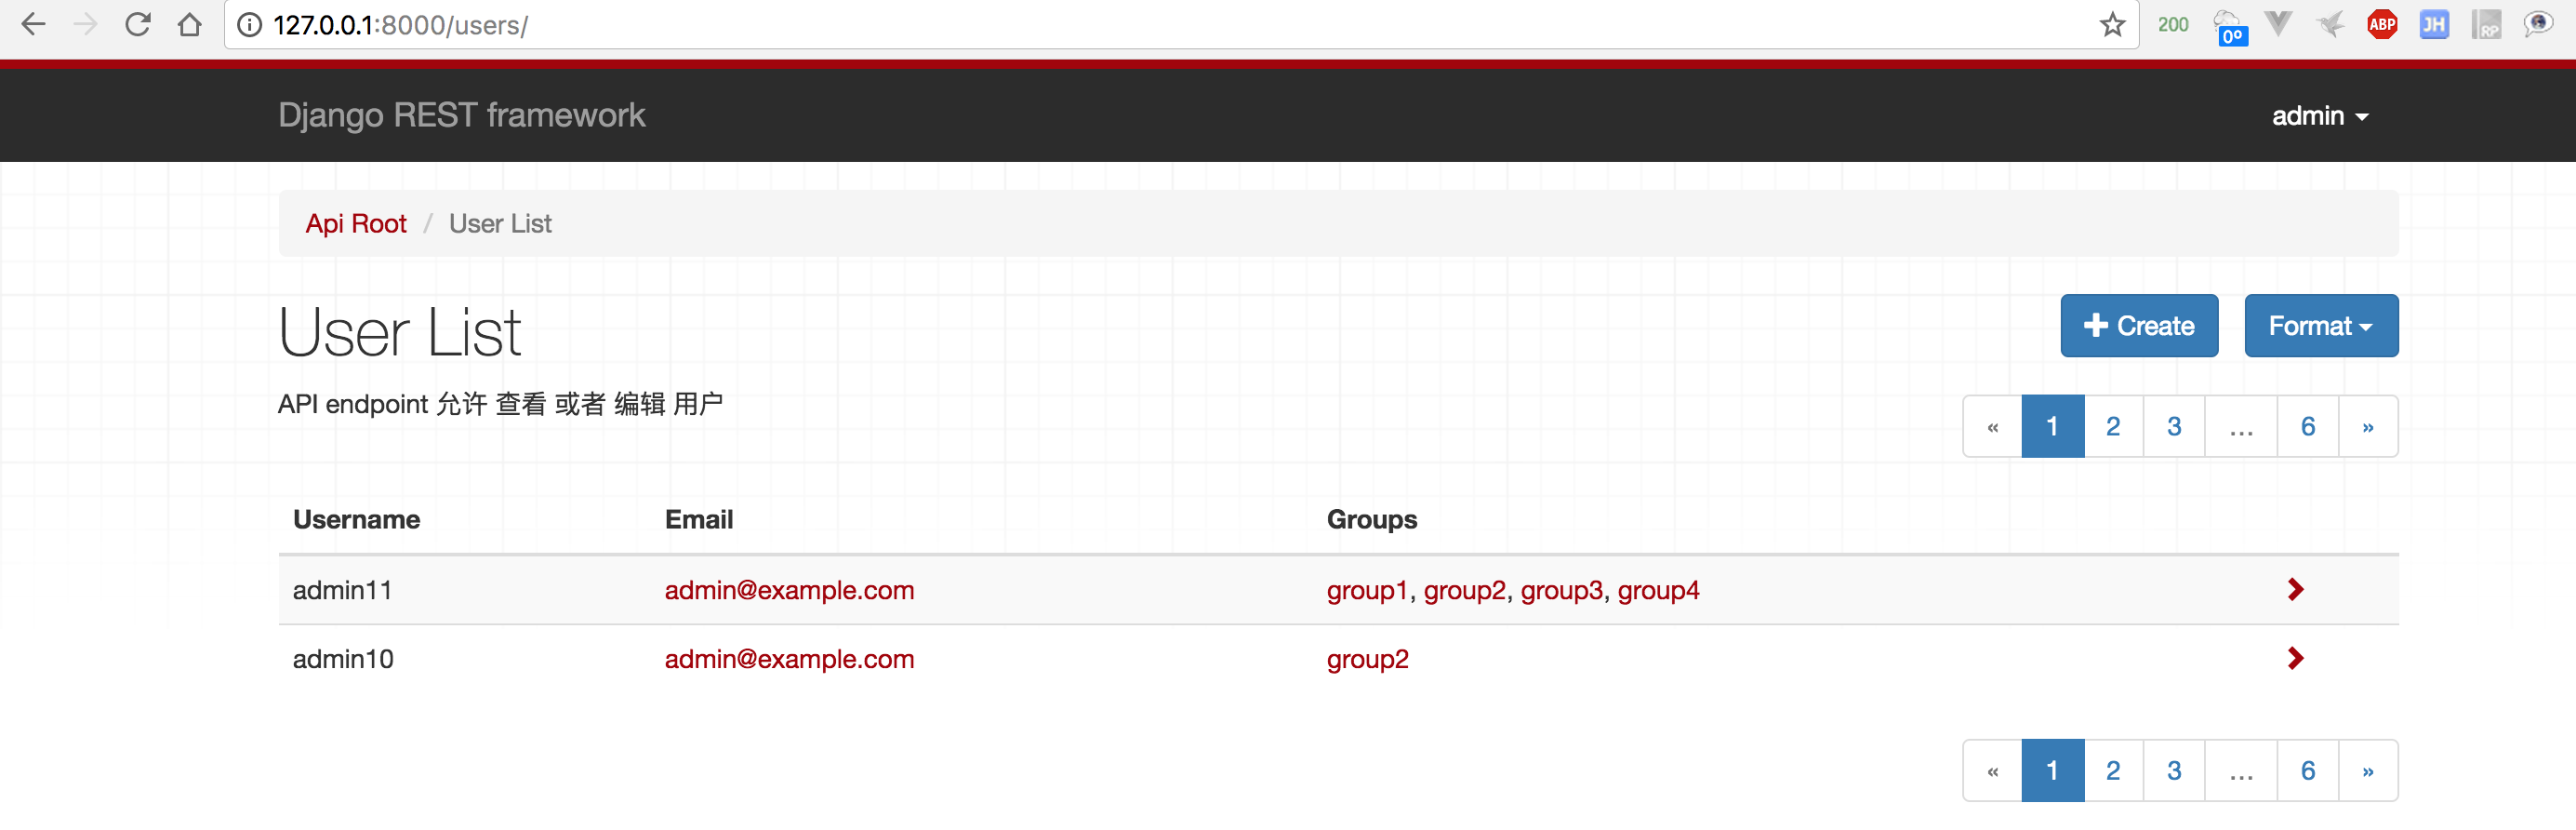 127.0.0.1:8000/users/
200
0°
ABP
JH
RP
Django REST framework
admin
Api Root / User List
User List
Create
Format
API endpoint 允许 查看 或者 编辑 用户
« 1 2 3 … 6 »
Username Email Groups
admin11 admin@example.com group1, group2, group3, group4
admin10 admin@example.com group2
« 1 2 3 … 6 »